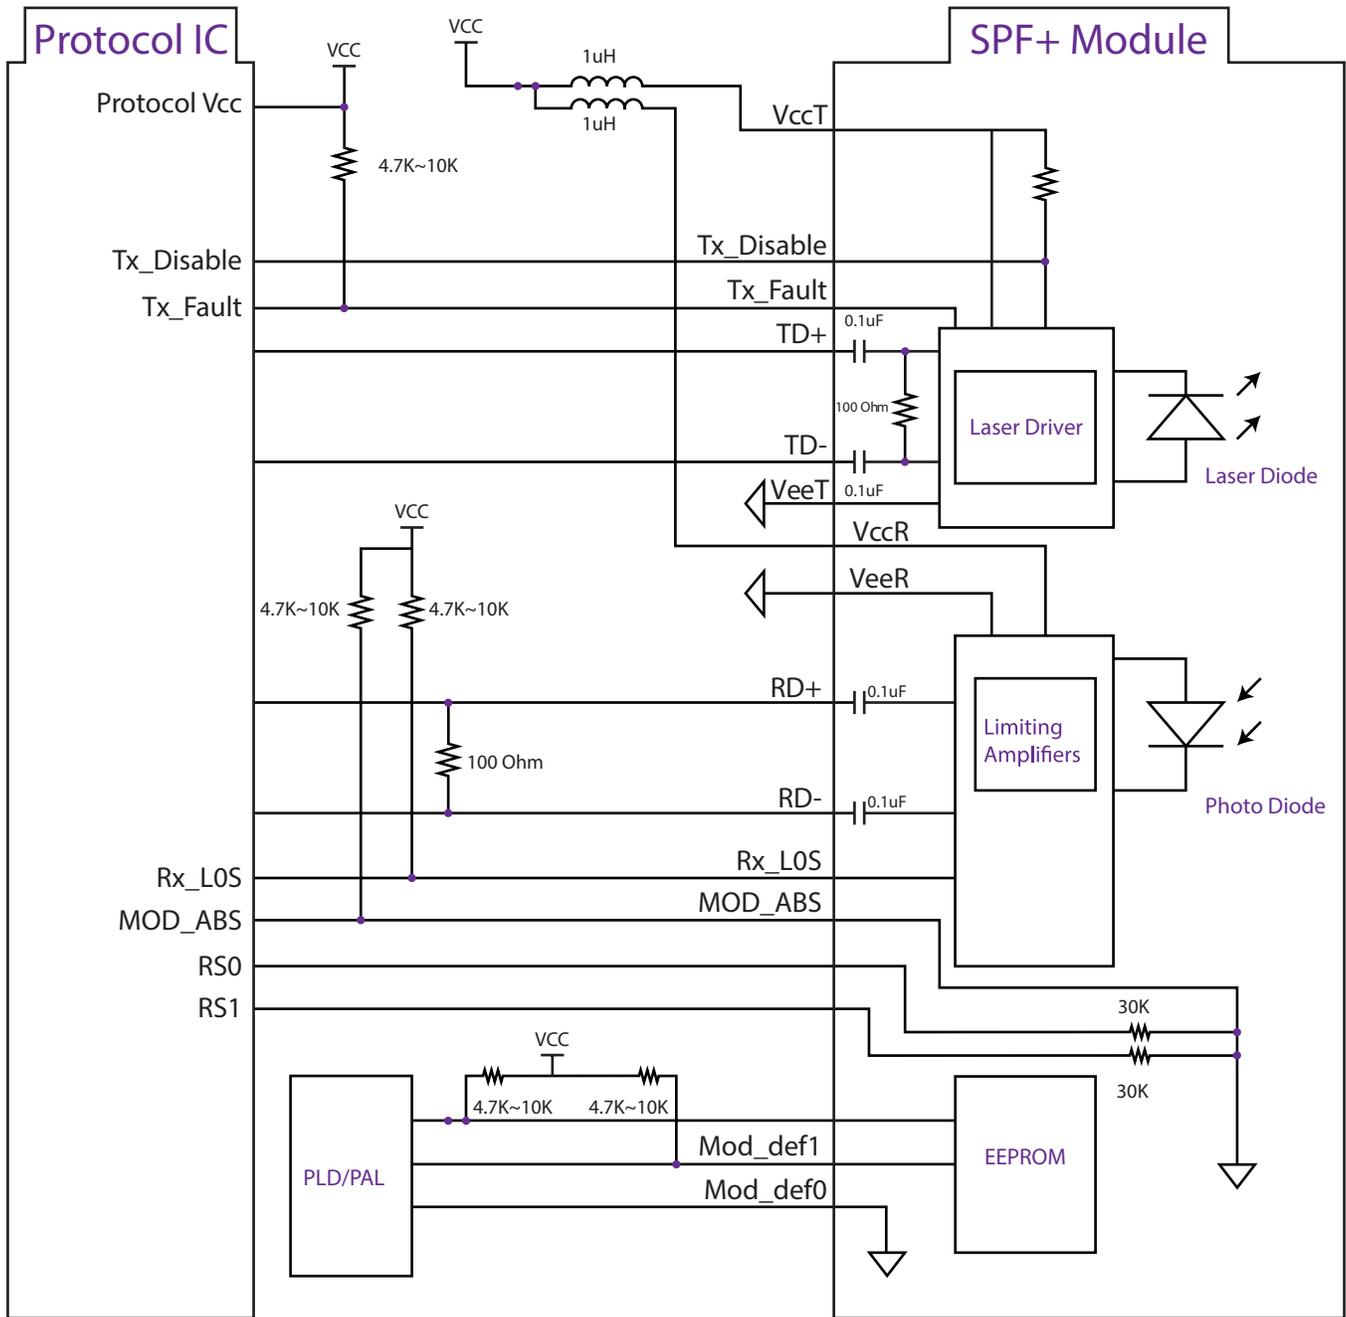 Protocol IC
SPF+ Module
VCC
VCC
1uH
1uH
Protocol Vcc
VccT
4.7K~10K
Tx_Disable
Tx_Disable
Tx_Fault
Tx_Fault
0.1uF
TD+
100 Ohm
Laser Driver
TD-
Laser Diode
VeeT
0.1uF
VCC
VccR
VeeR
4.7K~10K
4.7K~10K
RD+
0.1uF
Limiting
Amplifiers
100 Ohm
RD-
0.1uF
Photo Diode
Rx_L0S
Rx_L0S
MOD_ABS
MOD_ABS
RS0
RS1
30K
30K
VCC
4.7K~10K
4.7K~10K
Mod_def1
EEPROM
PLD/PAL
Mod_def0